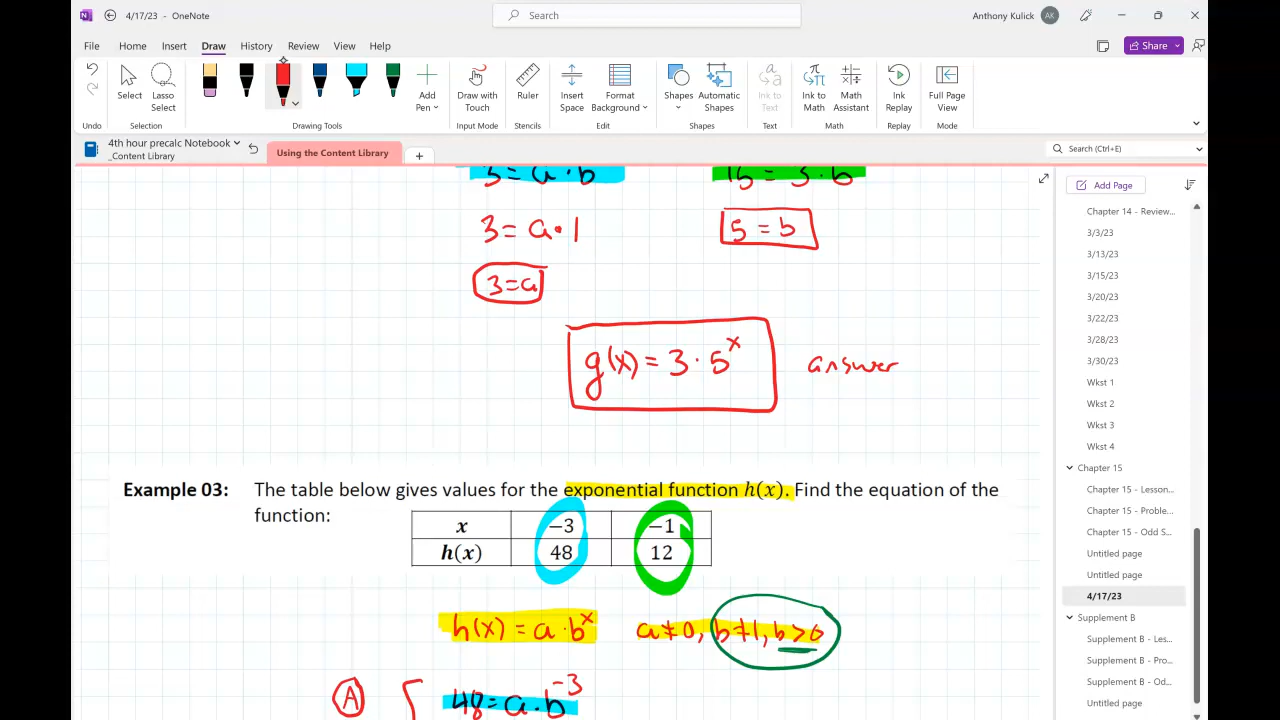 4/17/23 - OneNote
Search
Anthony Kulick
AK
File Home Insert Draw History Review View Help
Share
Undo
Select
Lasso Select
Add Pen
Draw with Touch
Ruler
Insert Space
Format Background
Shapes
Automatic Shapes
Ink to Text
Ink to Math
Math Assistant
Ink Replay
Full Page View
Undo Selection Drawing Tools Input Mode Stencils Edit Shapes Text Math Replay Mode
4th hour precalc Notebook
_Content Library
Using the Content Library
Search (Ctrl+E)
Add Page
Chapter 14 - Review...
3/3/23
3/13/23
3/15/23
3/20/23
3/22/23
3/28/23
3/30/23
Wkst 1
Wkst 2
Wkst 3
Wkst 4
Chapter 15
Chapter 15 - Lesson...
Chapter 15 - Proble...
Chapter 15 - Odd S...
Untitled page
Untitled page
4/17/23
Supplement B
Supplement B - Les...
Supplement B - Pro...
Supplement B - Od...
Untitled page
3 = a · b
15 = 3 · b
3 = a · 1
5 = b
3 = a
g(x) = 3 · 5^x answer
Example 03: The table below gives values for the exponential function h(x). Find the equation of the
function:
x −3 −1
h(x) 48 12
h(x) = a · b^x a ≠ 0, b ≠ 1, b > 0
A 48 = a · b^−3